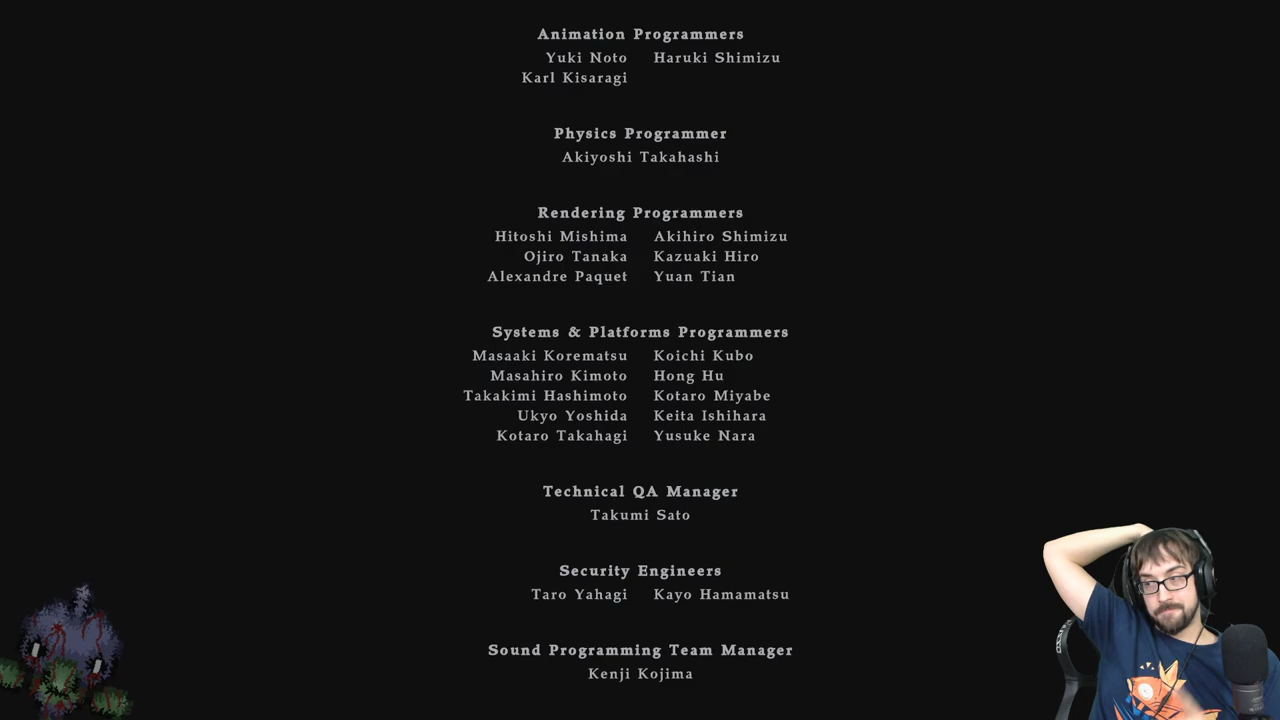 Animation Programmers
Yuki Noto Haruki Shimizu
Karl Kisaragi
Physics Programmer
Akiyoshi Takahashi
Rendering Programmers
Hitoshi Mishima Akihiro Shimizu
Ojiro Tanaka Kazuaki Hiro
Alexandre Paquet Yuan Tian
Systems & Platforms Programmers
Masaaki Korematsu Koichi Kubo
Masahiro Kimoto Hong Hu
Takakimi Hashimoto Kotaro Miyabe
Ukyo Yoshida Keita Ishihara
Kotaro Takahagi Yusuke Nara
Technical QA Manager
Takumi Sato
Security Engineers
Taro Yahagi Kayo Hamamatsu
Sound Programming Team Manager
Kenji Kojima